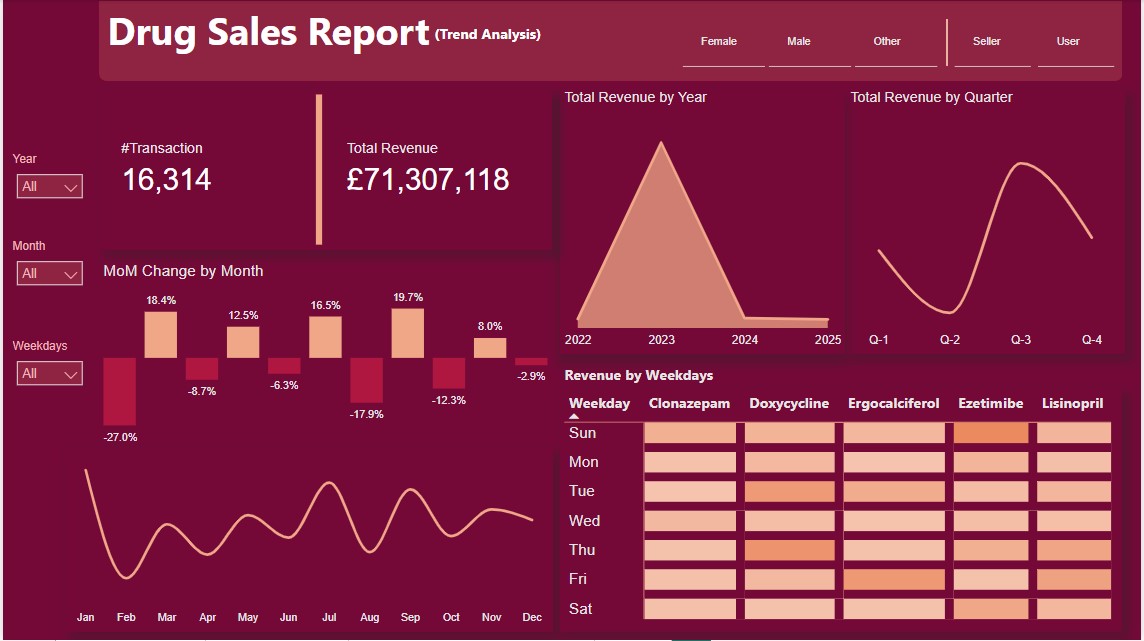 Drug Sales Report (Trend Analysis)
Female Male Other Seller User
Year
All
Month
All
Weekdays
All
#Transaction
16,314
Total Revenue
£71,307,118
Total Revenue by Year
2022 2023 2024 2025
Total Revenue by Quarter
Q-1 Q-2 Q-3 Q-4
MoM Change by Month
-27.0% 18.4% -8.7% 12.5% -6.3% 16.5% -17.9% 19.7% -12.3% 8.0% -2.9%
Jan Feb Mar Apr May Jun Jul Aug Sep Oct Nov Dec
Revenue by Weekdays
Weekday Clonazepam Doxycycline Ergocalciferol Ezetimibe Lisinopril
Sun
Mon
Tue
Wed
Thu
Fri
Sat